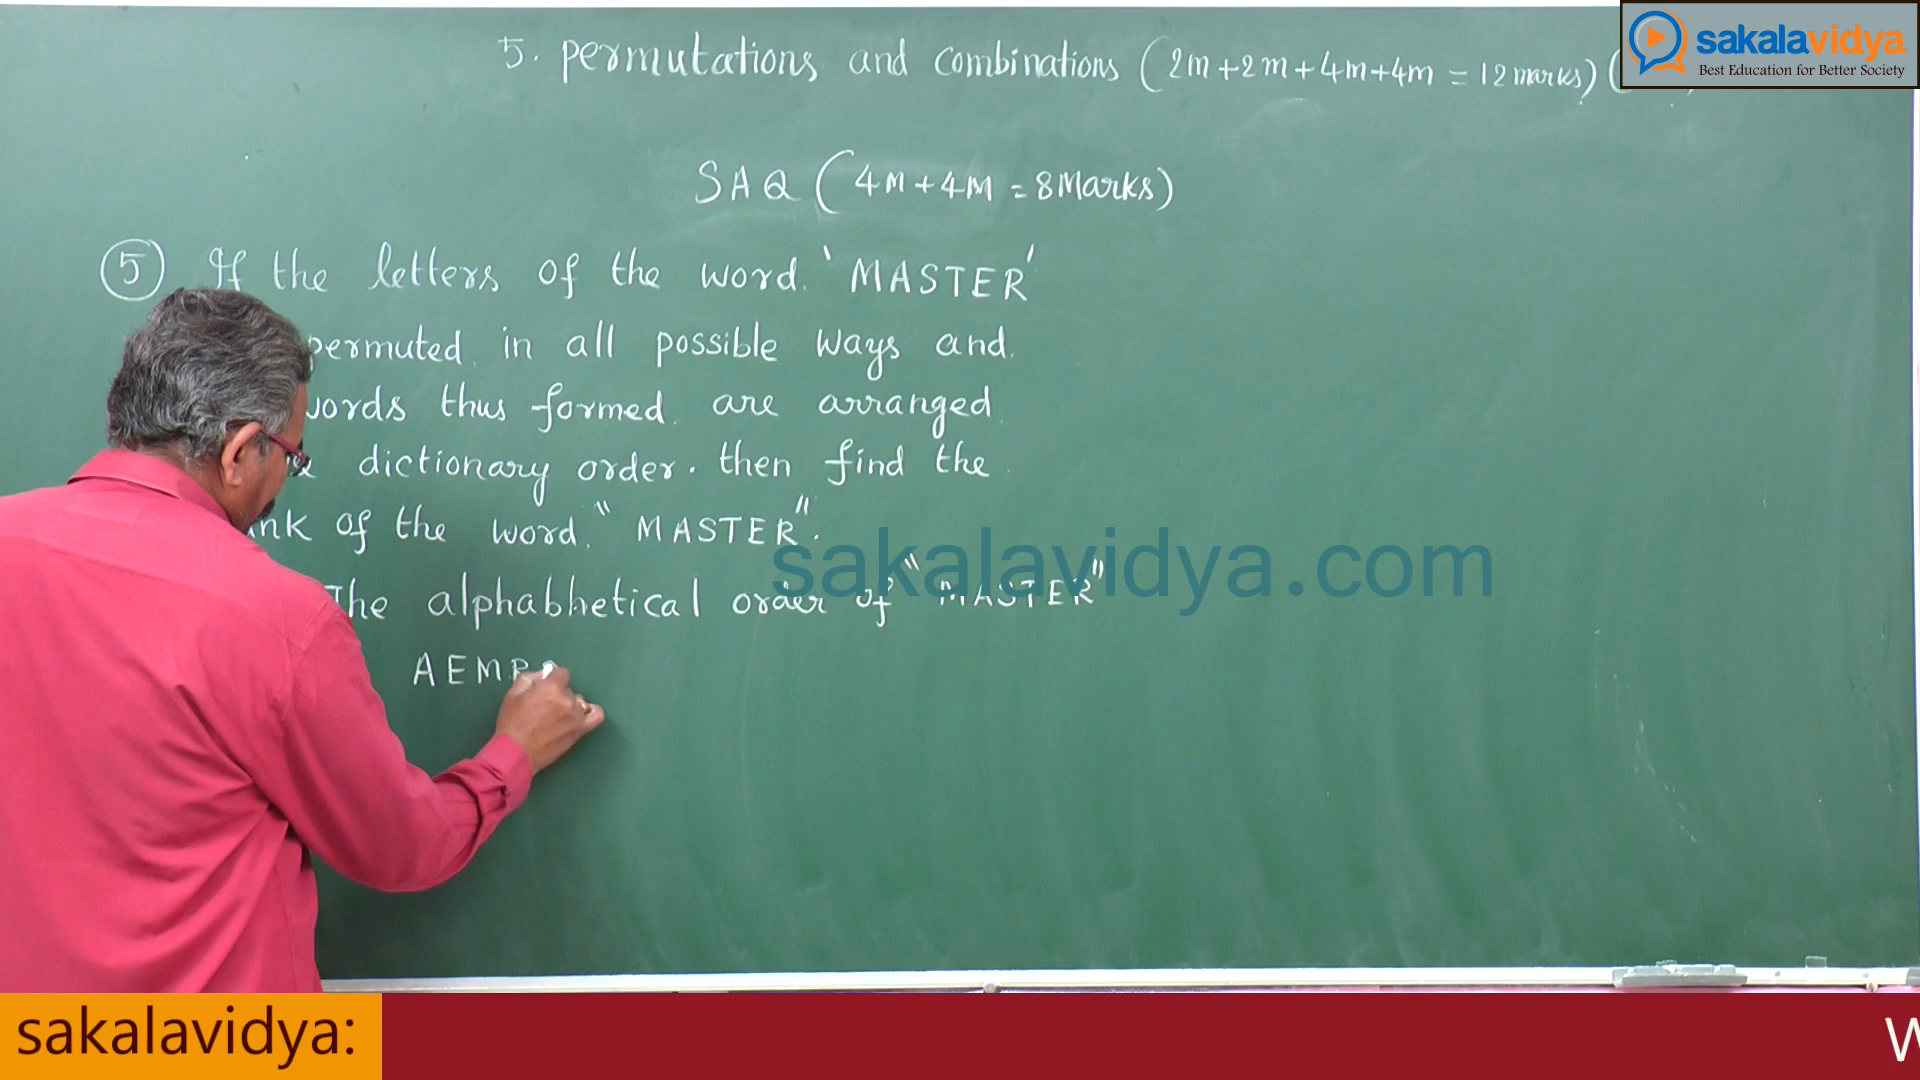 5. permutations and combinations (2m+2m+4m+4m = 12 marks) (
sakalavidya
Best Education for Better Society
SAQ (4M+4M = 8Marks)
5 If the letters of the word 'MASTER'
permuted in all possible ways and
words thus formed are arranged
dictionary order. then find the
of the word "MASTER".
sakalavidya.com
The alphabhetical order of "MASTER"
A E M R
sakalavidya:
W